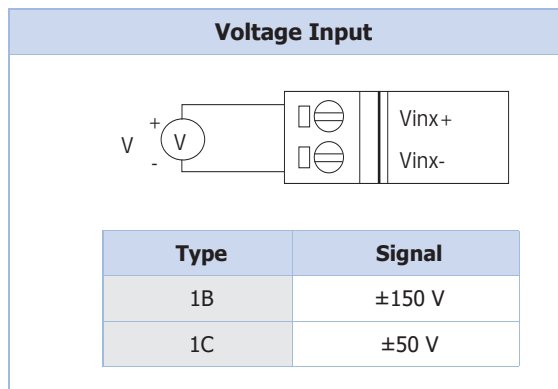 Voltage Input
+
V
V
-
Vinx+
Vinx-
Type Signal
1B ±150 V
1C ±50 V